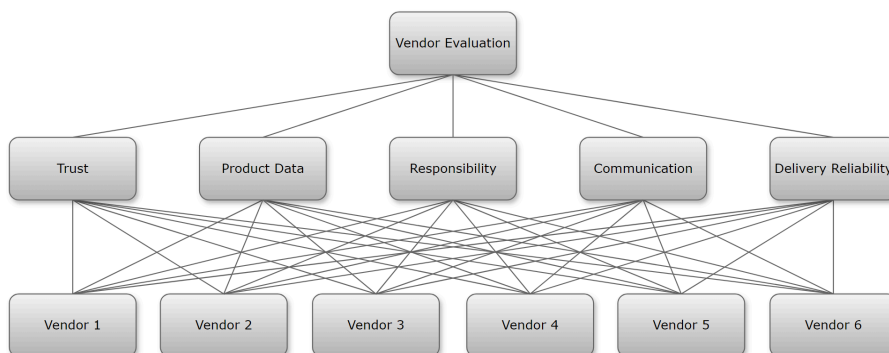 Vendor Evaluation
Trust
Product Data
Responsibility
Communication
Delivery Reliability
Vendor 1
Vendor 2
Vendor 3
Vendor 4
Vendor 5
Vendor 6